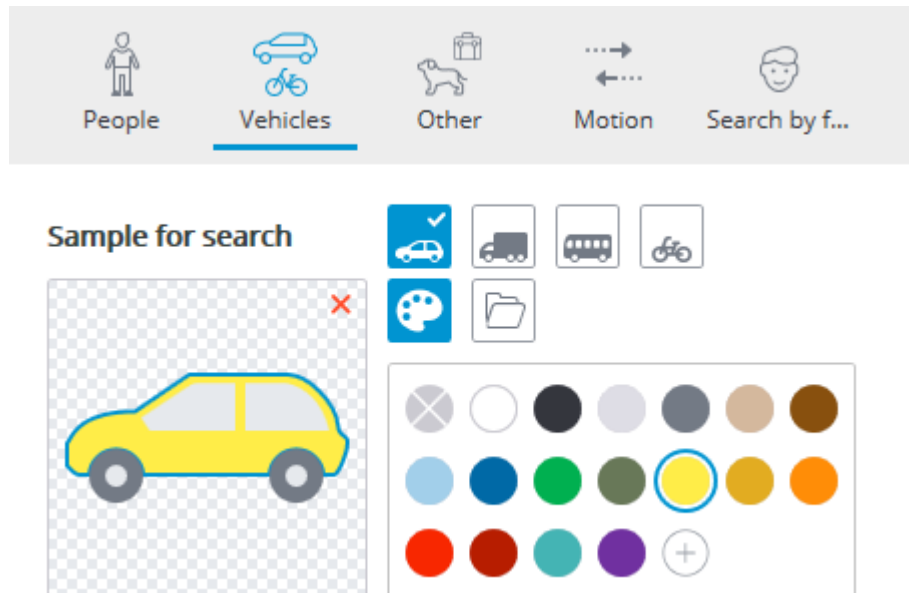 People
Vehicles
Other
Motion
Search by f...
Sample for search